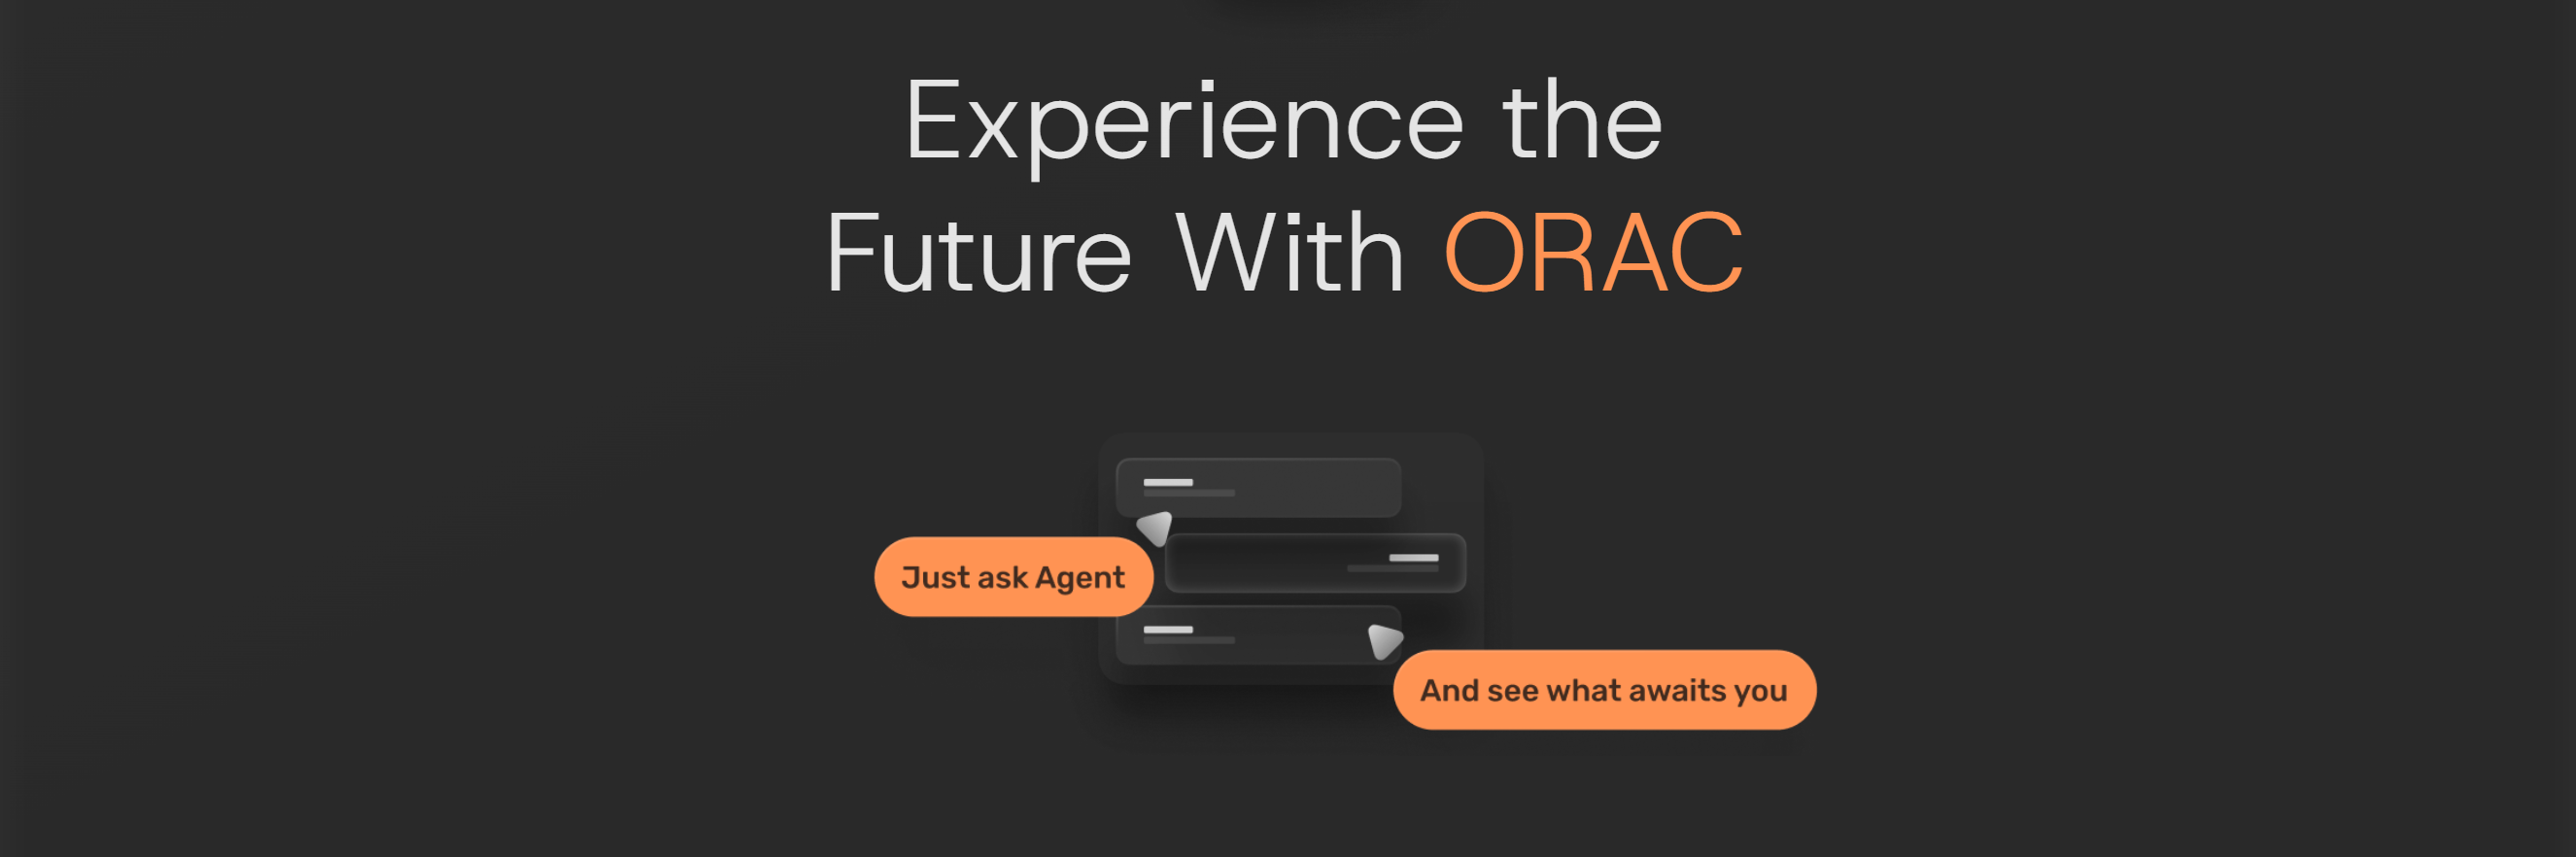 Experience the
Future With ORAC
Just ask Agent
And see what awaits you